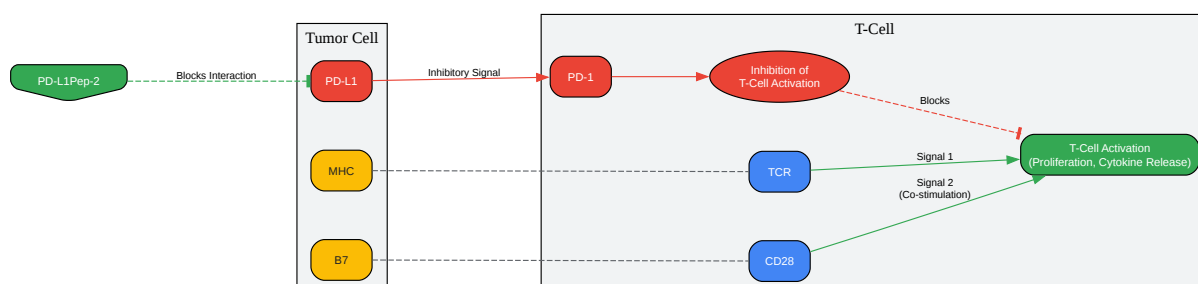 Tumor Cell
T-Cell
PD-L1Pep-2
Blocks Interaction
PD-L1
Inhibitory Signal
PD-1
Inhibition of
T-Cell Activation
Blocks
MHC
TCR
Signal 1
T-Cell Activation
(Proliferation, Cytokine Release)
Signal 2
(Co-stimulation)
B7
CD28